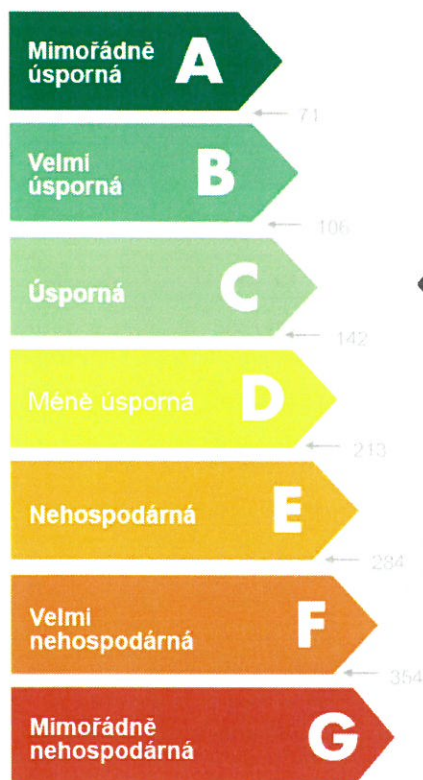 Mimořádně
úsporná
A
71
Velmi
úsporná
B
106
Úsporná
C
142
Méně úsporná
D
213
Nehospodárná
E
284
Velmi
nehospodárná
F
354
Mimořádně
nehospodárná
G